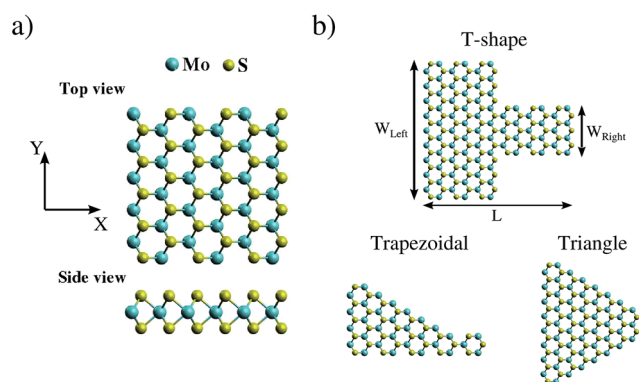 a)
Mo S
Top view
Y
X
Side view
b)
T-shape
W Left
W Right
L
Trapezoidal
Triangle